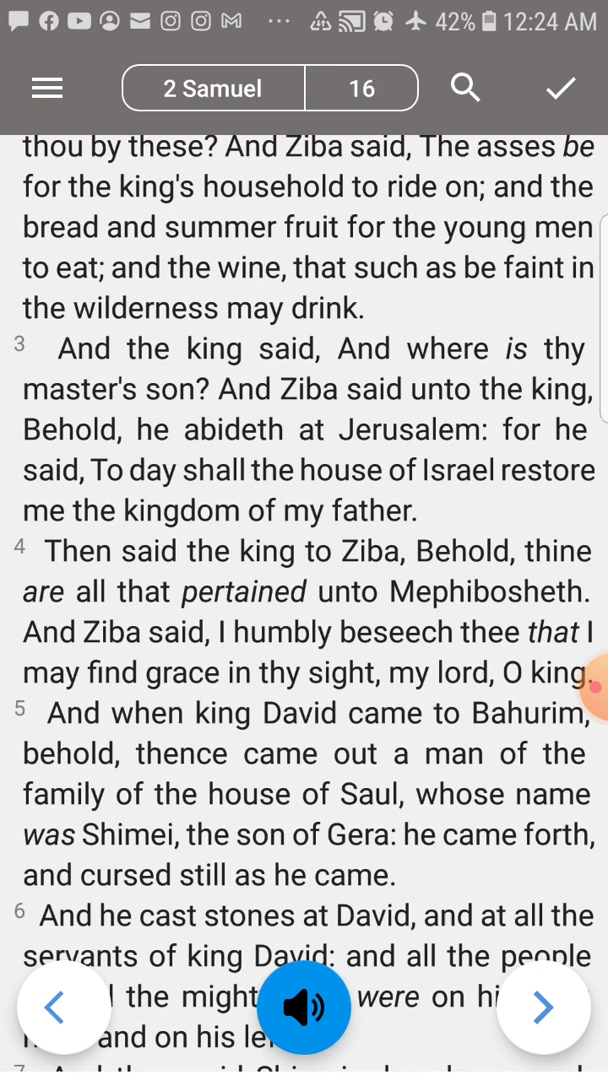 42% 12:24 AM
2 Samuel 16
thou by these? And Ziba said, The asses be
for the king's household to ride on; and the
bread and summer fruit for the young men
to eat; and the wine, that such as be faint in
the wilderness may drink.
3 And the king said, And where is thy
master's son? And Ziba said unto the king,
Behold, he abideth at Jerusalem: for he
said, To day shall the house of Israel restore
me the kingdom of my father.
4 Then said the king to Ziba, Behold, thine
are all that pertained unto Mephibosheth.
And Ziba said, I humbly beseech thee that I
may find grace in thy sight, my lord, O king.
5 And when king David came to Bahurim,
behold, thence came out a man of the
family of the house of Saul, whose name
was Shimei, the son of Gera: he came forth,
and cursed still as he came.
6 And he cast stones at David, and at all the
servants of king David: and all the people
the were on
and on his